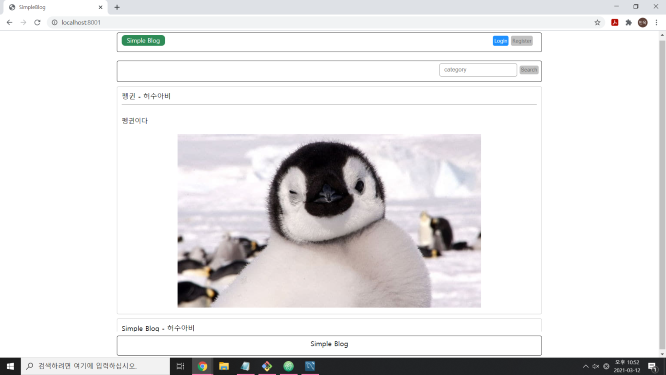 SimpleBlog
localhost:8001
Simple Blog
Login
Register
category
Search
펭귄 - 허수아비
펭귄이다
Simple Blog - 허수아비
Simple Blog
검색하려면 여기에 입력하십시오.
오후 10:52
2021-03-12